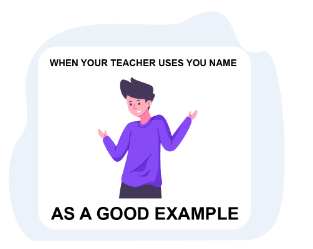 WHEN YOUR TEACHER USES YOU NAME
AS A GOOD EXAMPLE